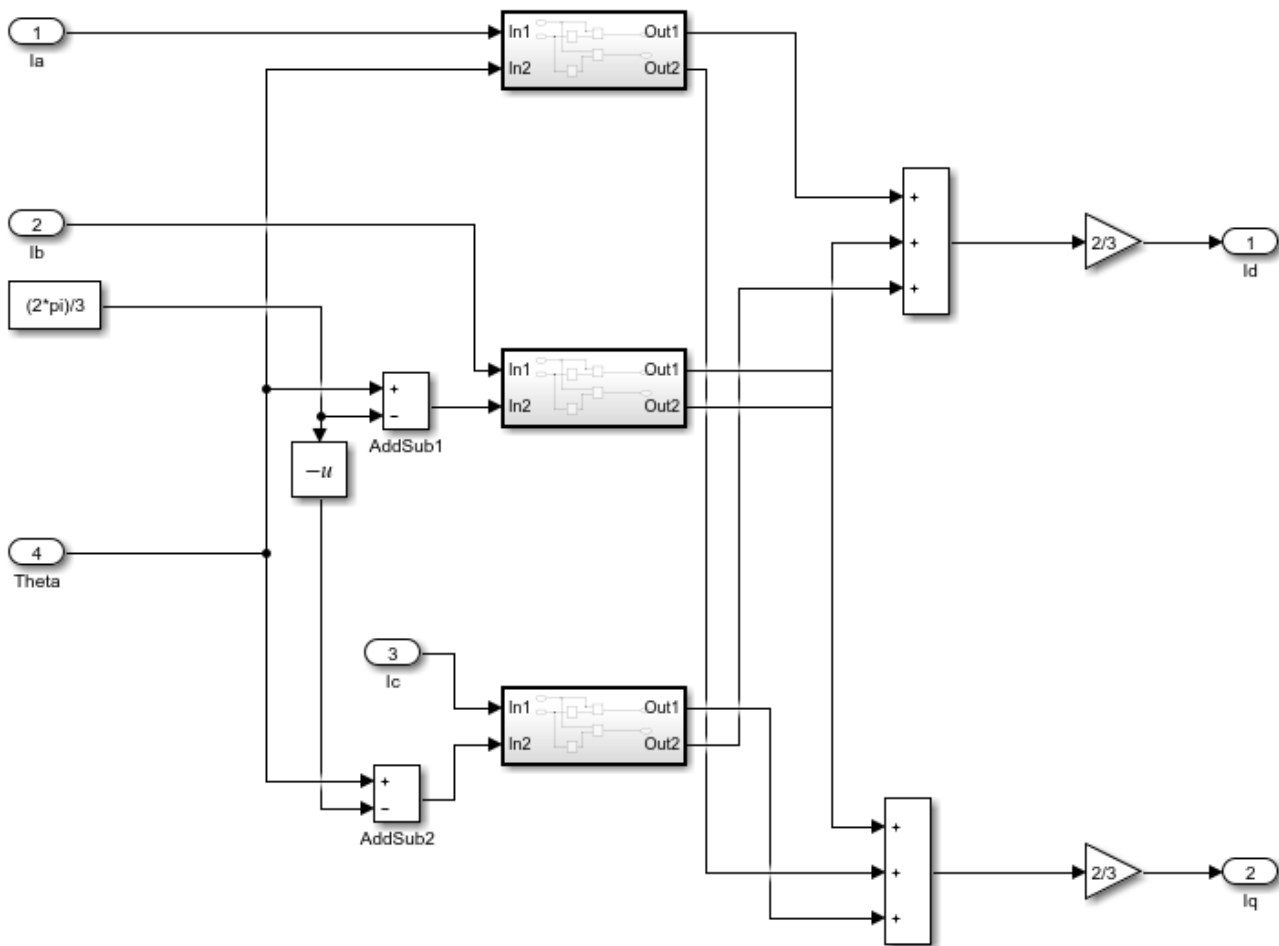 1
Ia
In1
In2
Out1
Out2
+
+
+
2/3
1
Id
2
Ib
(2*pi)/3
+
−
AddSub1
−u
In1
In2
Out1
Out2
4
Theta
3
Ic
In1
In2
Out1
Out2
+
−
AddSub2
+
+
+
2/3
2
Iq